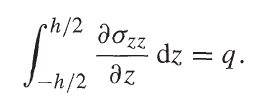 ∫_{-h/2}^{h/2} ∂σ_{zz}/∂z dz = q.